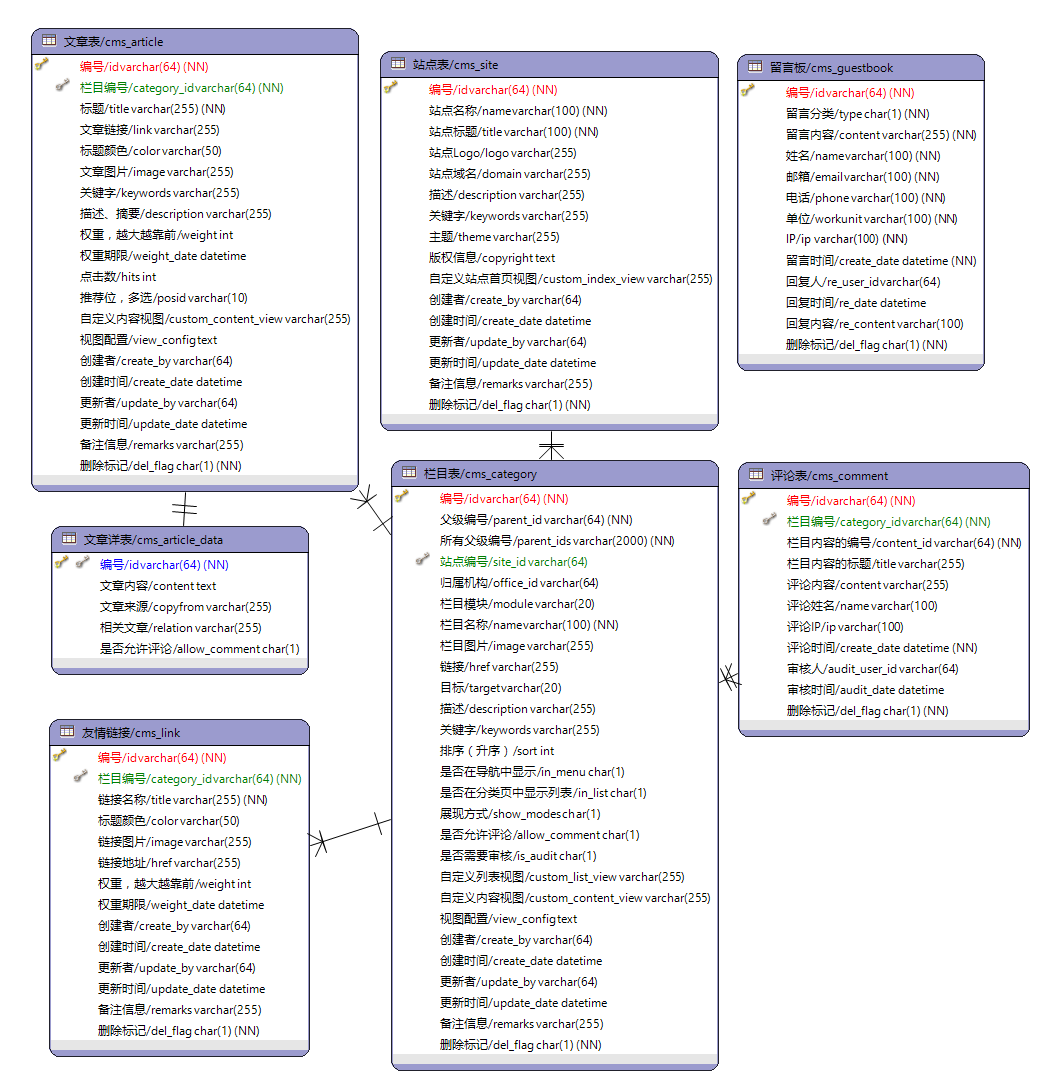 文章表/cms_article
编号/id varchar(64) (NN)
栏目编号/category_id varchar(64) (NN)
标题/title varchar(255) (NN)
文章链接/link varchar(255)
标题颜色/color varchar(50)
文章图片/image varchar(255)
关键字/keywords varchar(255)
描述、摘要/description varchar(255)
权重，越大越靠前/weight int
权重期限/weight_date datetime
点击数/hits int
推荐位，多选/posid varchar(10)
自定义内容视图/custom_content_view varchar(255)
视图配置/view_config text
创建者/create_by varchar(64)
创建时间/create_date datetime
更新者/update_by varchar(64)
更新时间/update_date datetime
备注信息/remarks varchar(255)
删除标记/del_flag char(1) (NN)
站点表/cms_site
编号/id varchar(64) (NN)
站点名称/name varchar(100) (NN)
站点标题/title varchar(100) (NN)
站点Logo/logo varchar(255)
站点域名/domain varchar(255)
描述/description varchar(255)
关键字/keywords varchar(255)
主题/theme varchar(255)
版权信息/copyright text
自定义站点首页视图/custom_index_view varchar(255)
创建者/create_by varchar(64)
创建时间/create_date datetime
更新者/update_by varchar(64)
更新时间/update_date datetime
备注信息/remarks varchar(255)
删除标记/del_flag char(1) (NN)
留言板/cms_guestbook
编号/id varchar(64) (NN)
留言分类/type char(1) (NN)
留言内容/content varchar(255) (NN)
姓名/name varchar(100) (NN)
邮箱/email varchar(100) (NN)
电话/phone varchar(100) (NN)
单位/workunit varchar(100) (NN)
IP/ip varchar(100) (NN)
留言时间/create_date datetime (NN)
回复人/re_user_id varchar(64)
回复时间/re_date datetime
回复内容/re_content varchar(100)
删除标记/del_flag char(1) (NN)
文章详表/cms_article_data
编号/id varchar(64) (NN)
文章内容/content text
文章来源/copyfrom varchar(255)
相关文章/relation varchar(255)
是否允许评论/allow_comment char(1)
栏目表/cms_category
编号/id varchar(64) (NN)
父级编号/parent_id varchar(64) (NN)
所有父级编号/parent_ids varchar(2000) (NN)
站点编号/site_id varchar(64)
归属机构/office_id varchar(64)
栏目模块/module varchar(20)
栏目名称/name varchar(100) (NN)
栏目图片/image varchar(255)
链接/href varchar(255)
目标/target varchar(20)
描述/description varchar(255)
关键字/keywords varchar(255)
排序（升序）/sort int
是否在导航中显示/in_menu char(1)
是否在分类页中显示列表/in_list char(1)
展现方式/show_modes char(1)
是否允许评论/allow_comment char(1)
是否需要审核/is_audit char(1)
自定义列表视图/custom_list_view varchar(255)
自定义内容视图/custom_content_view varchar(255)
视图配置/view_config text
创建者/create_by varchar(64)
创建时间/create_date datetime
更新者/update_by varchar(64)
更新时间/update_date datetime
备注信息/remarks varchar(255)
删除标记/del_flag char(1) (NN)
评论表/cms_comment
编号/id varchar(64) (NN)
栏目编号/category_id varchar(64) (NN)
栏目内容的编号/content_id varchar(64) (NN)
栏目内容的标题/title varchar(255)
评论内容/content varchar(255)
评论姓名/name varchar(100)
评论IP/ip varchar(100)
评论时间/create_date datetime (NN)
审核人/audit_user_id varchar(64)
审核时间/audit_date datetime
删除标记/del_flag char(1) (NN)
友情链接/cms_link
编号/id varchar(64) (NN)
栏目编号/category_id varchar(64) (NN)
链接名称/title varchar(255) (NN)
标题颜色/color varchar(50)
链接图片/image varchar(255)
链接地址/href varchar(255)
权重，越大越靠前/weight int
权重期限/weight_date datetime
创建者/create_by varchar(64)
创建时间/create_date datetime
更新者/update_by varchar(64)
更新时间/update_date datetime
备注信息/remarks varchar(255)
删除标记/del_flag char(1) (NN)